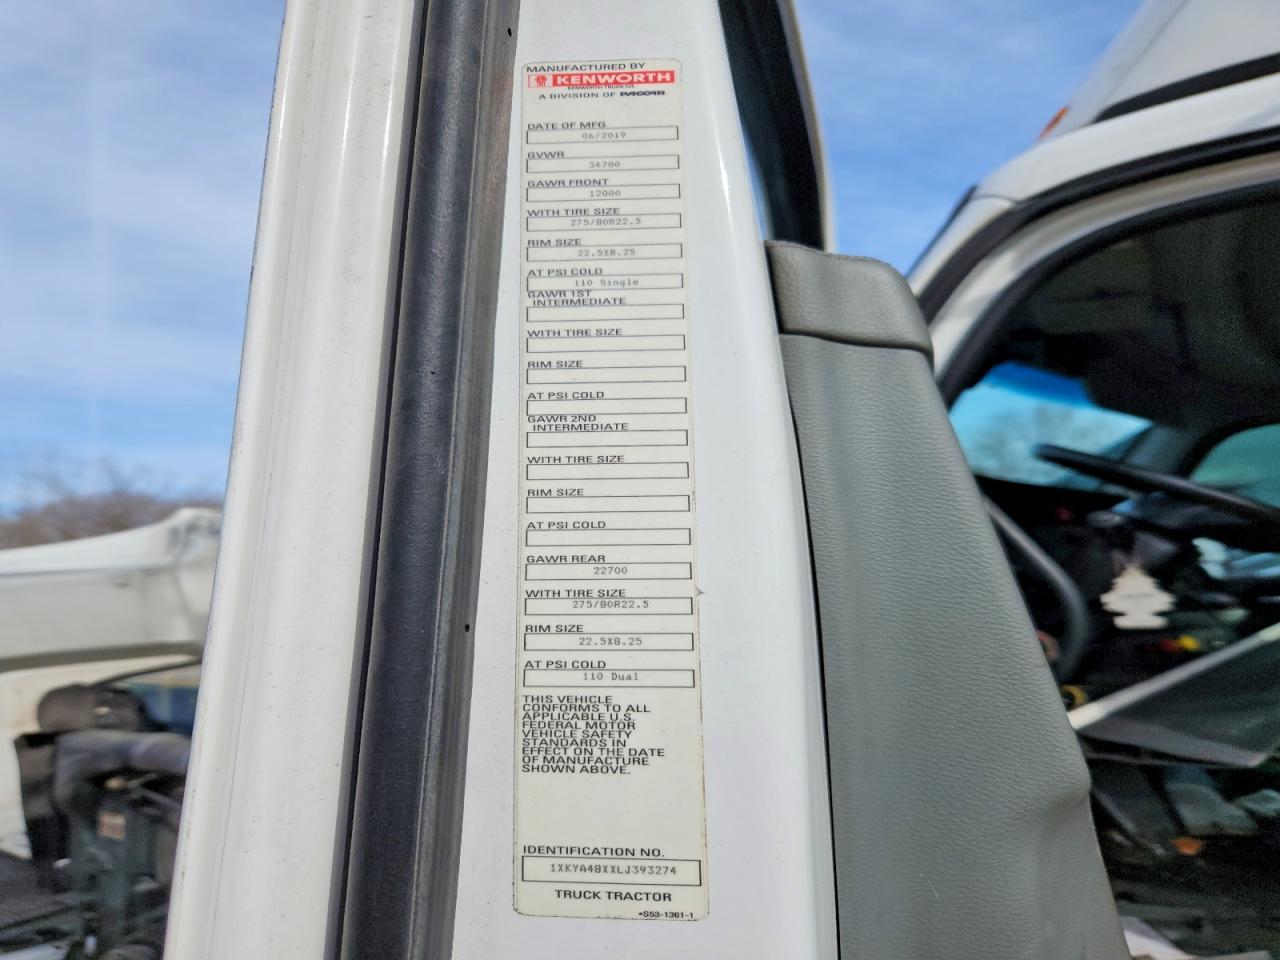 MANUFACTURED BY
KENWORTH
KENWORTH TRUCK CO.
A DIVISION OF PACCAR
DATE OF MFG
06/2019
GVWR
34700
GAWR FRONT
12000
WITH TIRE SIZE
275/80R22.5
RIM SIZE
22.5X8.25
AT PSI COLD
110 Single
GAWR 1ST
INTERMEDIATE
WITH TIRE SIZE
RIM SIZE
AT PSI COLD
GAWR 2ND
INTERMEDIATE
WITH TIRE SIZE
RIM SIZE
AT PSI COLD
GAWR REAR
22700
WITH TIRE SIZE
275/80R22.5
RIM SIZE
22.5X8.25
AT PSI COLD
110 Dual
THIS VEHICLE
CONFORMS TO ALL
APPLICABLE U.S.
FEDERAL MOTOR
VEHICLE SAFETY
STANDARDS IN
EFFECT ON THE DATE
OF MANUFACTURE
SHOWN ABOVE.
IDENTIFICATION NO.
1XKYA48XXLJ393274
TRUCK TRACTOR
*S53-1361-1